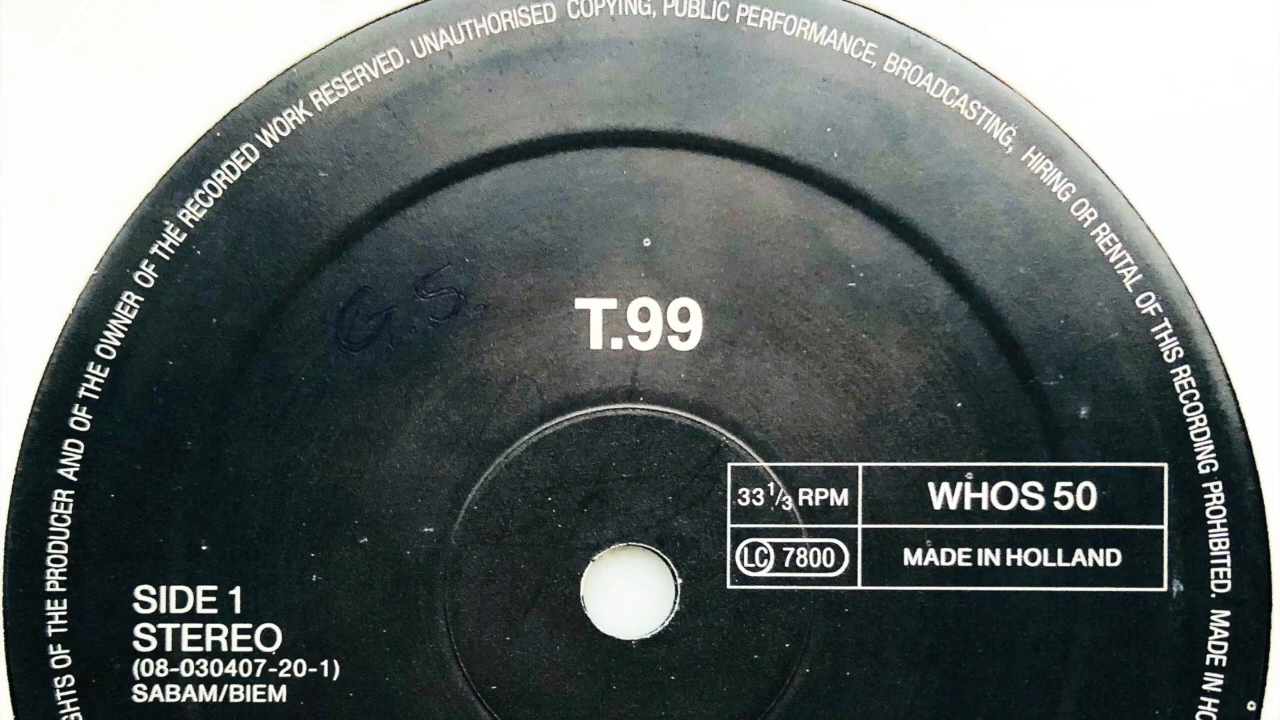 GHTS OF THE PRODUCER AND OF THE OWNER OF THE RECORDED WORK RESERVED. UNAUTHORISED COPYING, PUBLIC PERFORMANCE, BROADCASTING, HIRING OR RENTAL OF THIS RECORDING PROHIBITED. MADE IN HO
G.S.
T.99
33 1/3 RPM
WHOS 50
LC 7800
MADE IN HOLLAND
SIDE 1
STEREO
(08-030407-20-1)
SABAM/BIEM